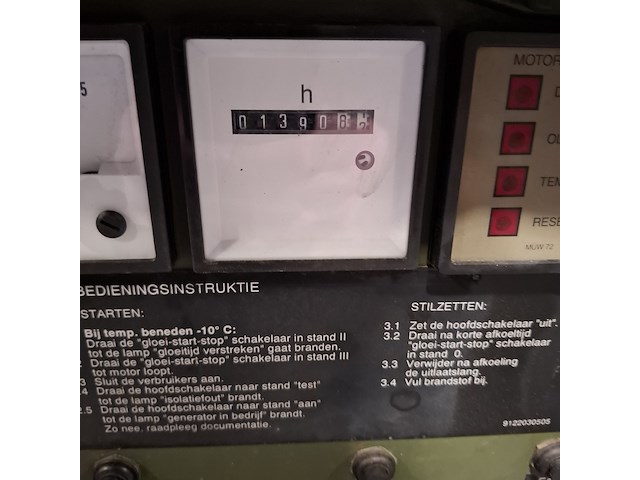 5
h
013908
MOTOR
D
OL
TEM
RESE
MÜW 72
BEDIENINGSINSTRUKTIE
STARTEN:
Bij temp. beneden -10° C:
Draai de "gloei-start-stop" schakelaar in stand II
tot de lamp "gloeitijd verstreken" gaat branden.
2 Draai de "gloei-start-stop" schakelaar in stand III
tot motor loopt.
3 Sluit de verbruikers aan.
.4 Draai de hoofdschakelaar naar stand "test"
tot de lamp "isolatiefout" brandt.
2.5 Draai de hoofdschakelaar naar stand "aan"
tot de lamp "generator in bedrijf" brandt.
Zo nee, raadpleeg documentatie.
STILZETTEN:
3.1 Zet de hoofdschakelaar "uit".
3.2 Draai na korte afkoeltijd
"gloei-start-stop" schakelaar
in stand 0.
3.3 Verwijder na afkoeling
de uitlaatslang.
3.4 Vul brandstof bij.
9122030505